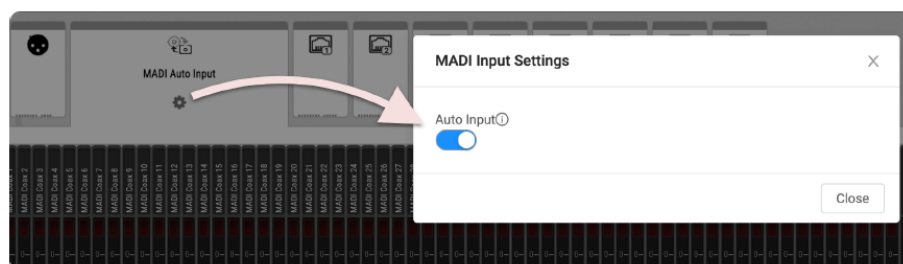 MADI Auto Input
1
2
MADI Input Settings
Auto Input
Close
MADI Coax 2
MADI Coax 3
MADI Coax 4
MADI Coax 5
MADI Coax 6
MADI Coax 7
MADI Coax 8
MADI Coax 9
MADI Coax 10
MADI Coax 11
MADI Coax 12
MADI Coax 13
MADI Coax 14
MADI Coax 15
MADI Coax 16
MADI Coax 17
MADI Coax 18
MADI Coax 19
MADI Coax 20
MADI Coax 21
MADI Coax 22
MADI Coax 23
MADI Coax 24
MADI Coax 25
MADI Coax 26
MADI Coax 27